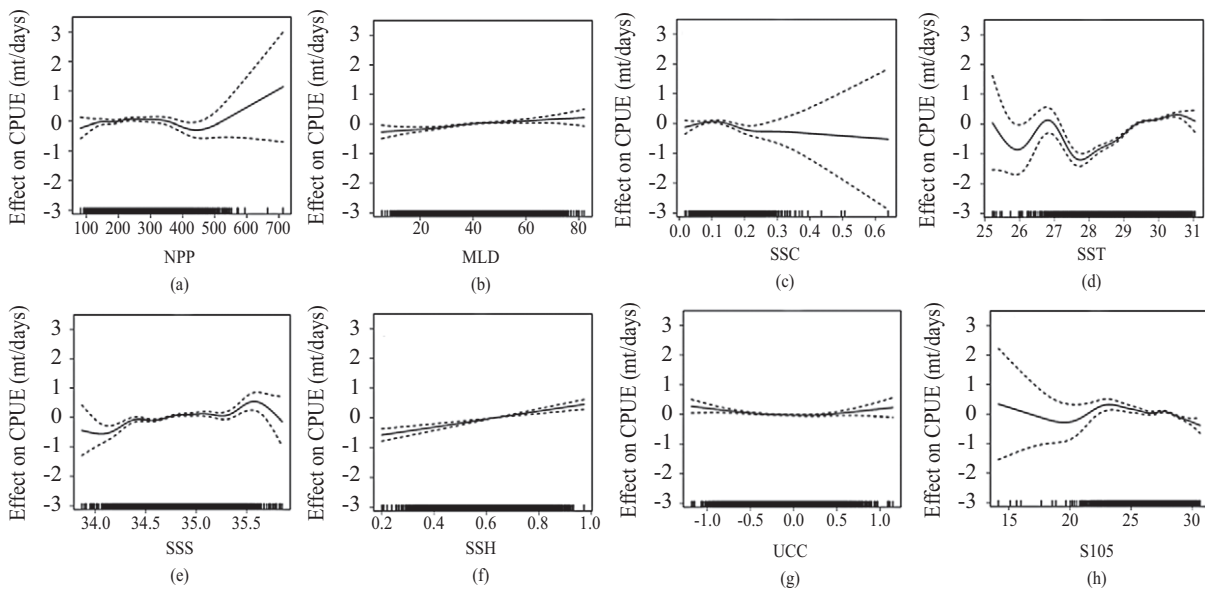 Effect on CPUE (mt/days)
3
2
1
0
-1
-2
-3
100 200 300 400 500 600 700
NPP
(a)
Effect on CPUE (mt/days)
3
2
1
0
-1
-2
-3
20 40 60 80
MLD
(b)
Effect on CPUE (mt/days)
3
2
1
0
-1
-2
-3
0.0 0.1 0.2 0.3 0.4 0.5 0.6
SSC
(c)
Effect on CPUE (mt/days)
3
2
1
0
-1
-2
-3
25 26 27 28 29 30 31
SST
(d)
Effect on CPUE (mt/days)
3
2
1
0
-1
-2
-3
34.0 34.5 35.0 35.5
SSS
(e)
Effect on CPUE (mt/days)
3
2
1
0
-1
-2
-3
0.2 0.4 0.6 0.8 1.0
SSH
(f)
Effect on CPUE (mt/days)
3
2
1
0
-1
-2
-3
-1.0 -0.5 0.0 0.5 1.0
UCC
(g)
Effect on CPUE (mt/days)
3
2
1
0
-1
-2
-3
15 20 25 30
S105
(h)